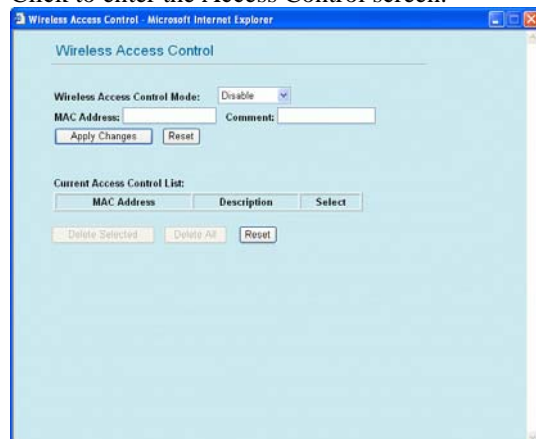 Click to enter the Access Control screen.
Wireless Access Control - Microsoft Internet Explorer
Wireless Access Control
Wireless Access Control Mode: Disable
MAC Address: Comment:
Apply Changes Reset
Current Access Control List:
MAC Address Description Select
Delete Selected Delete All Reset